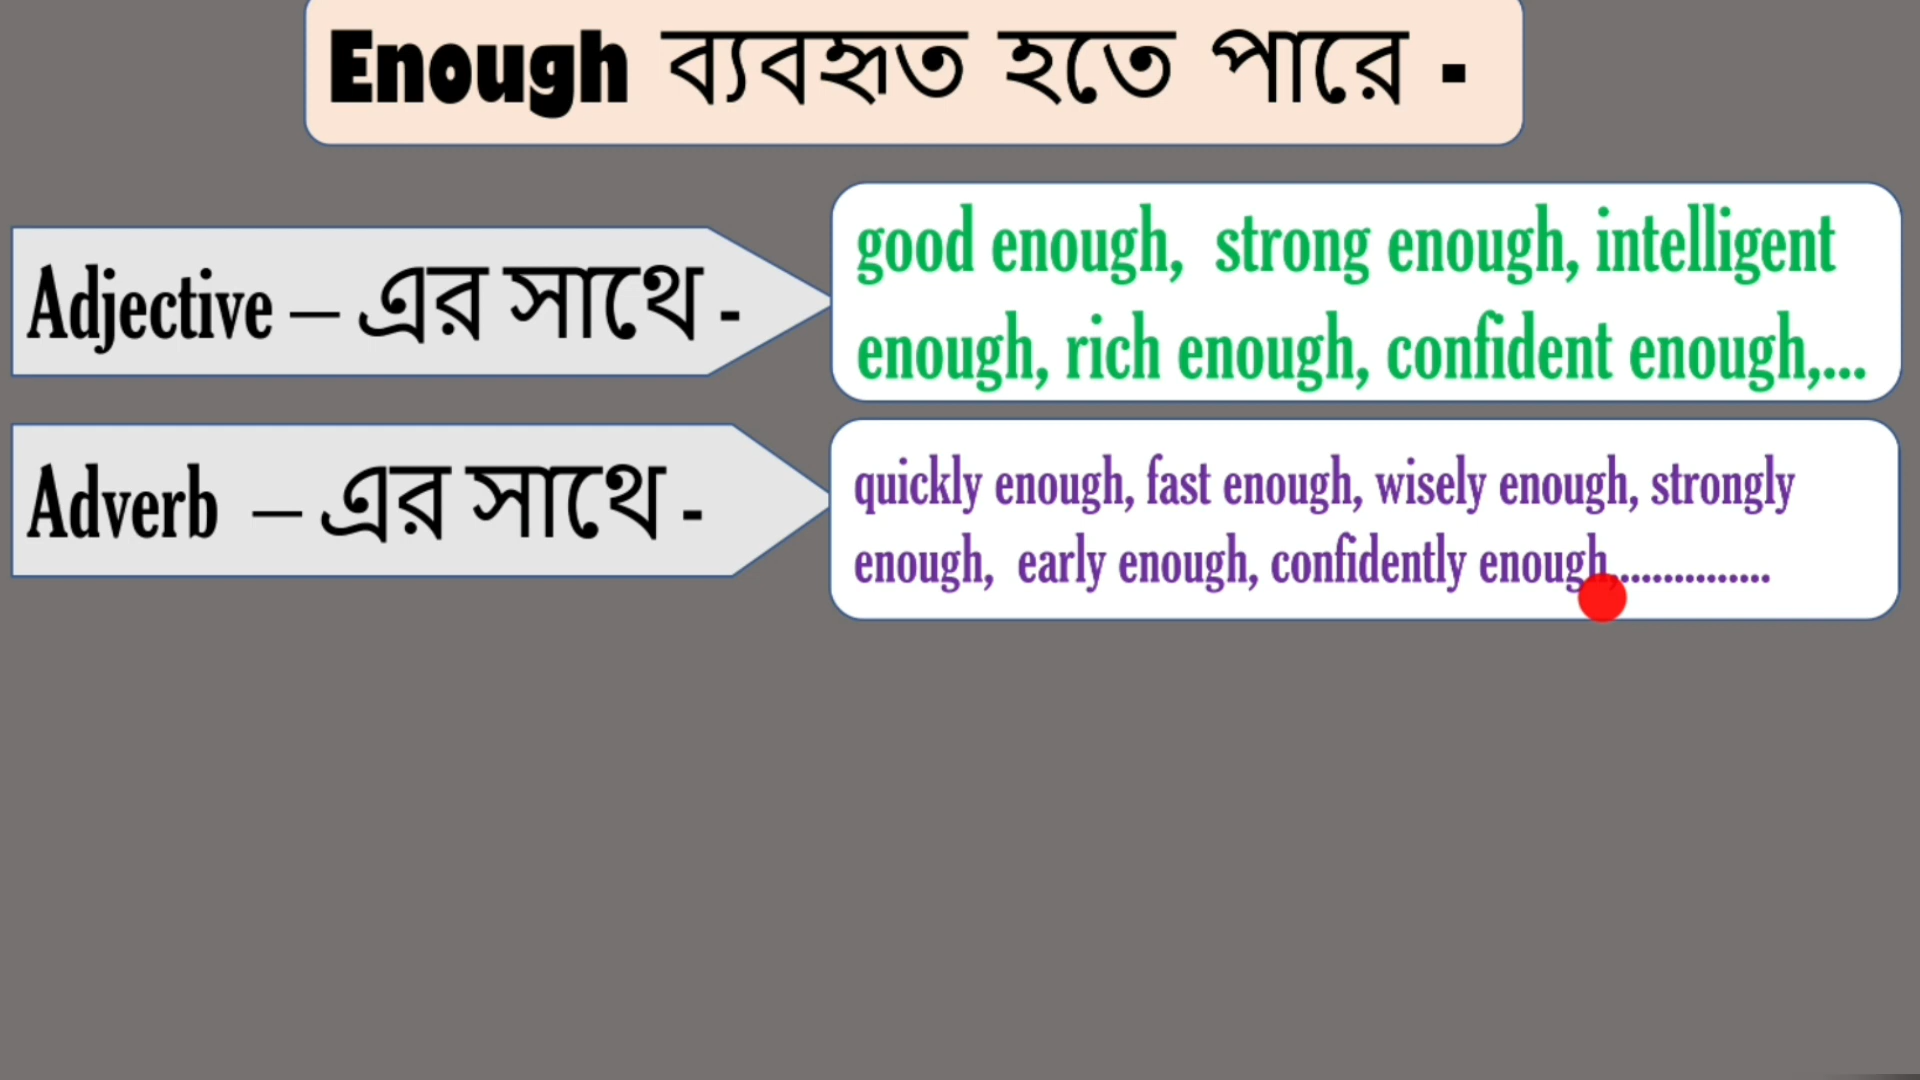 Enough ব্যবহৃত হতে পারে -
Adjective – এর সাথে -
good enough, strong enough, intelligent
enough, rich enough, confident enough,...
Adverb – এর সাথে -
quickly enough, fast enough, wisely enough, strongly
enough, early enough, confidently enough,..............